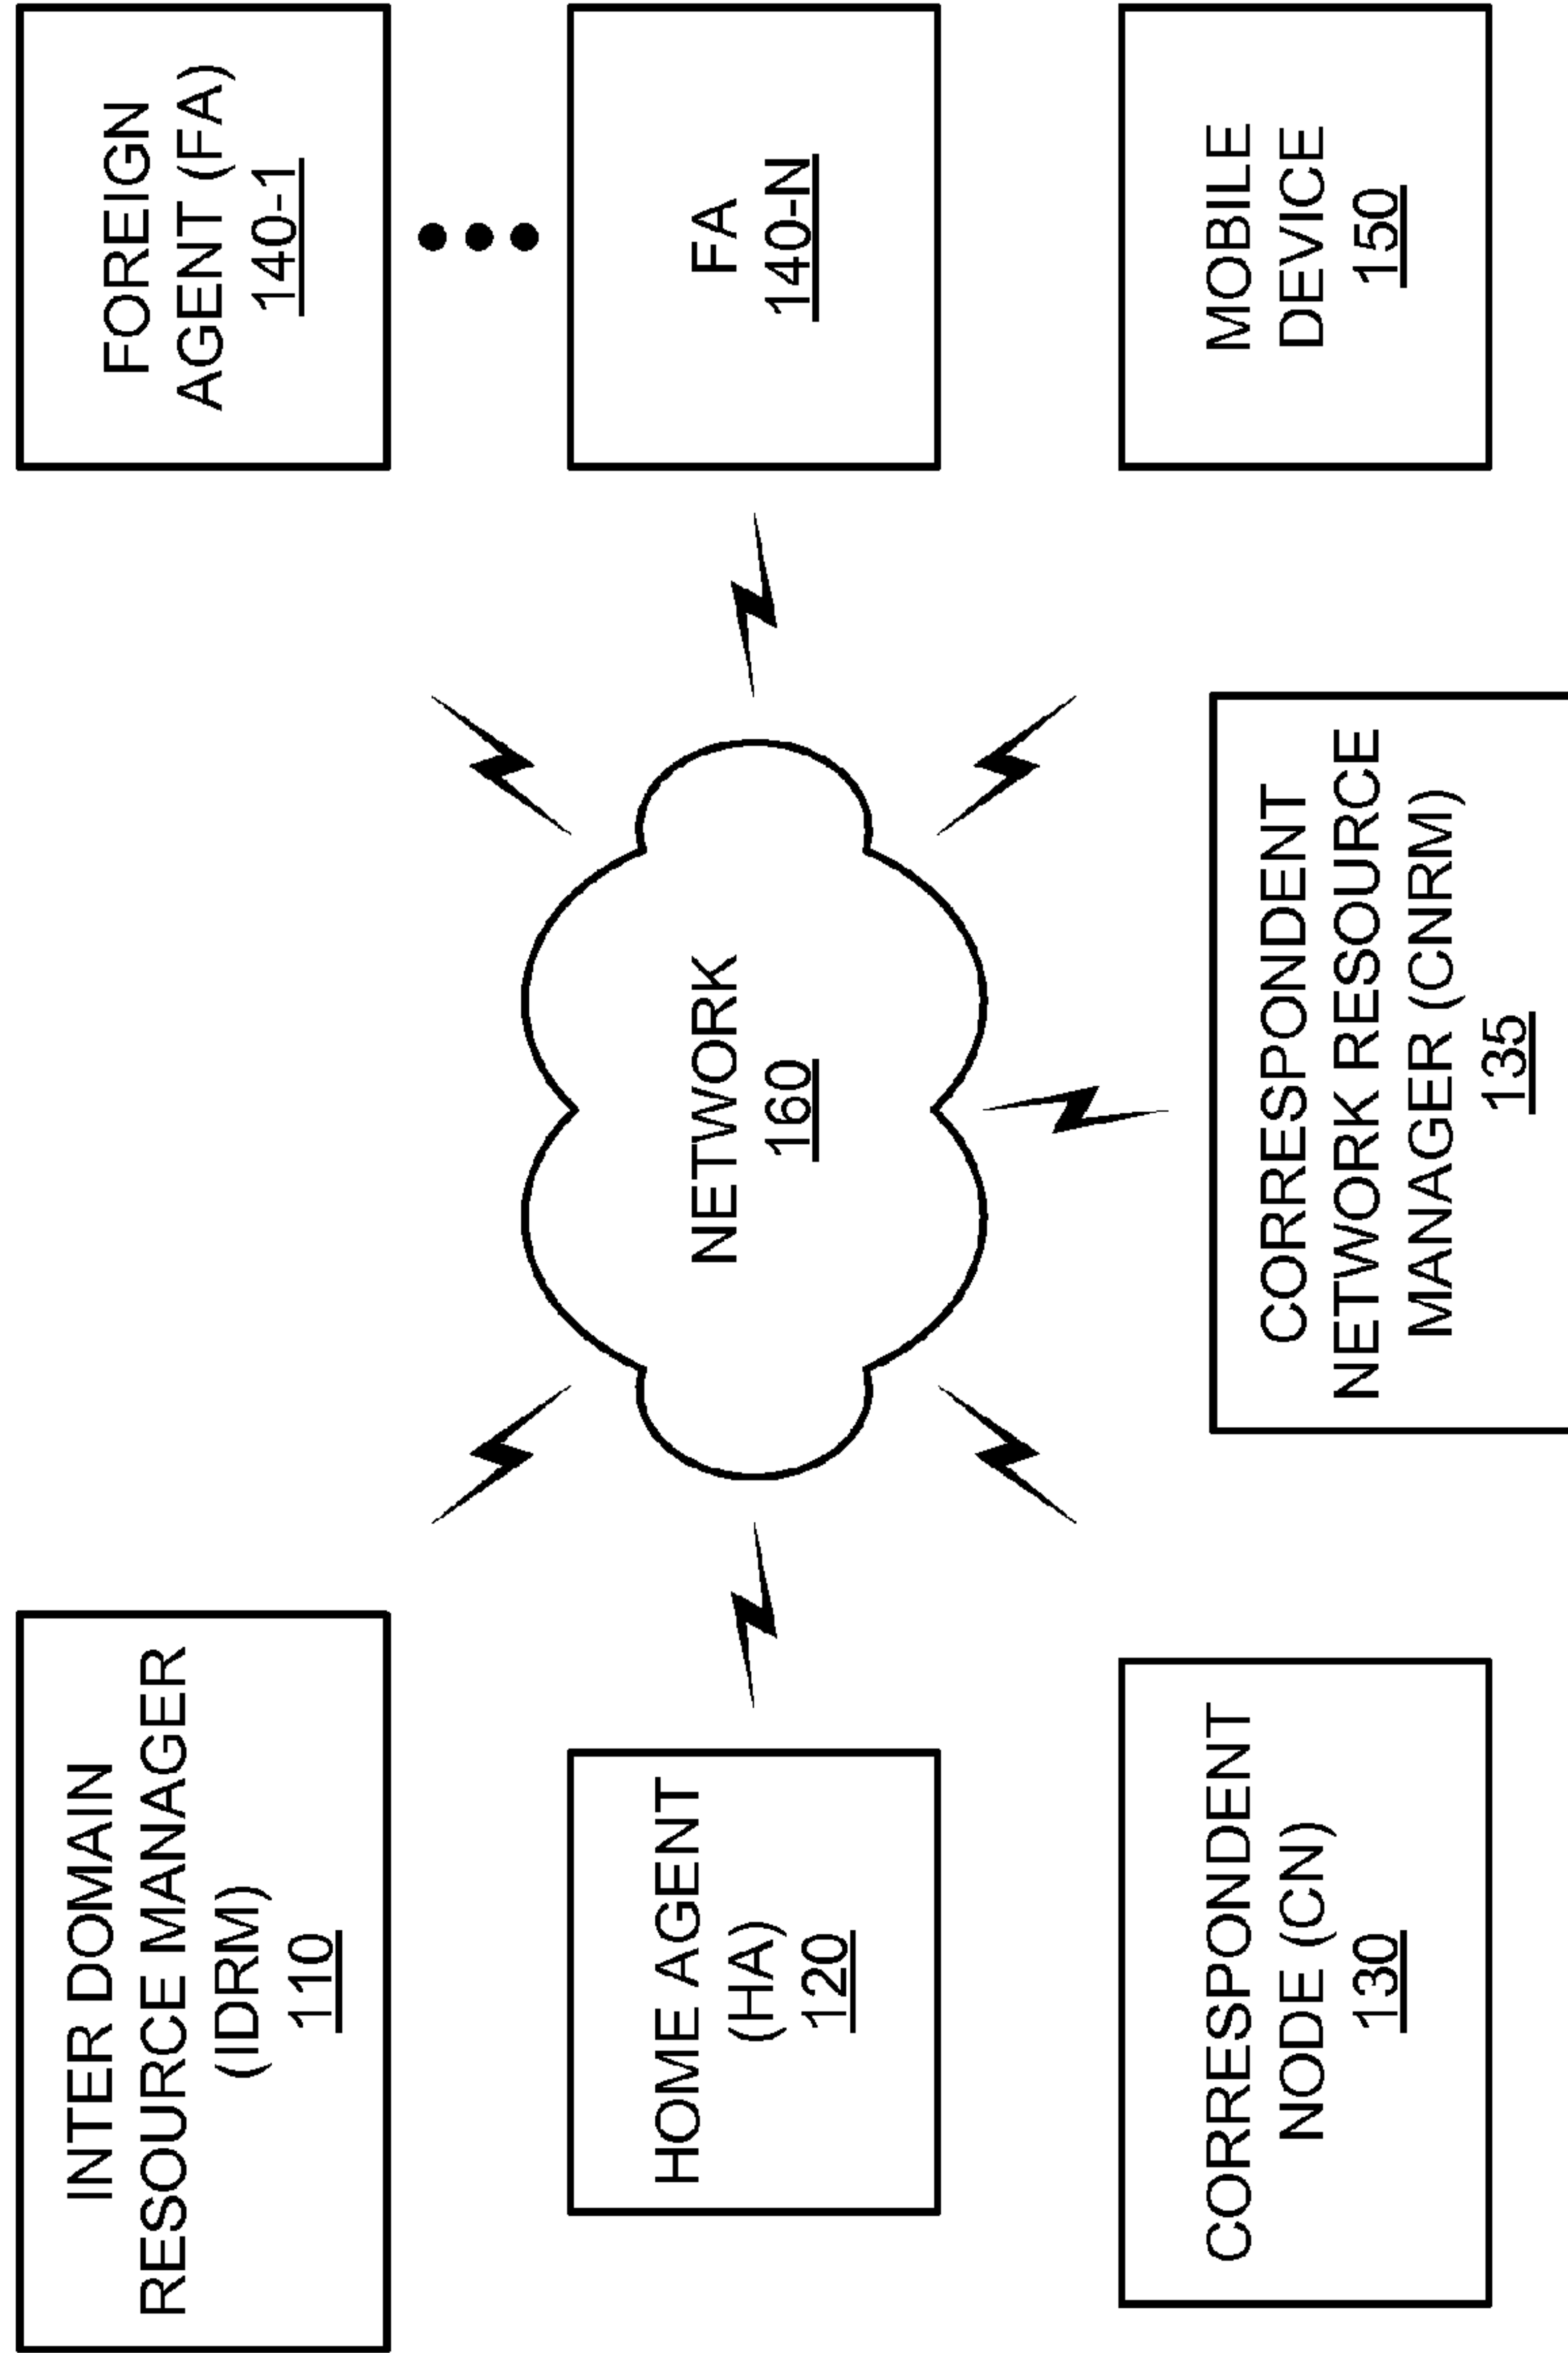 INTER DOMAIN
RESOURCE MANAGER
(IDRM)
110
FOREIGN
AGENT (FA)
140-1
HOME AGENT
(HA)
120
NETWORK
160
FA
140-N
CORRESPONDENT
NODE (CN)
130
CORRESPONDENT
NETWORK RESOURCE
MANAGER (CNRM)
135
MOBILE
DEVICE
150